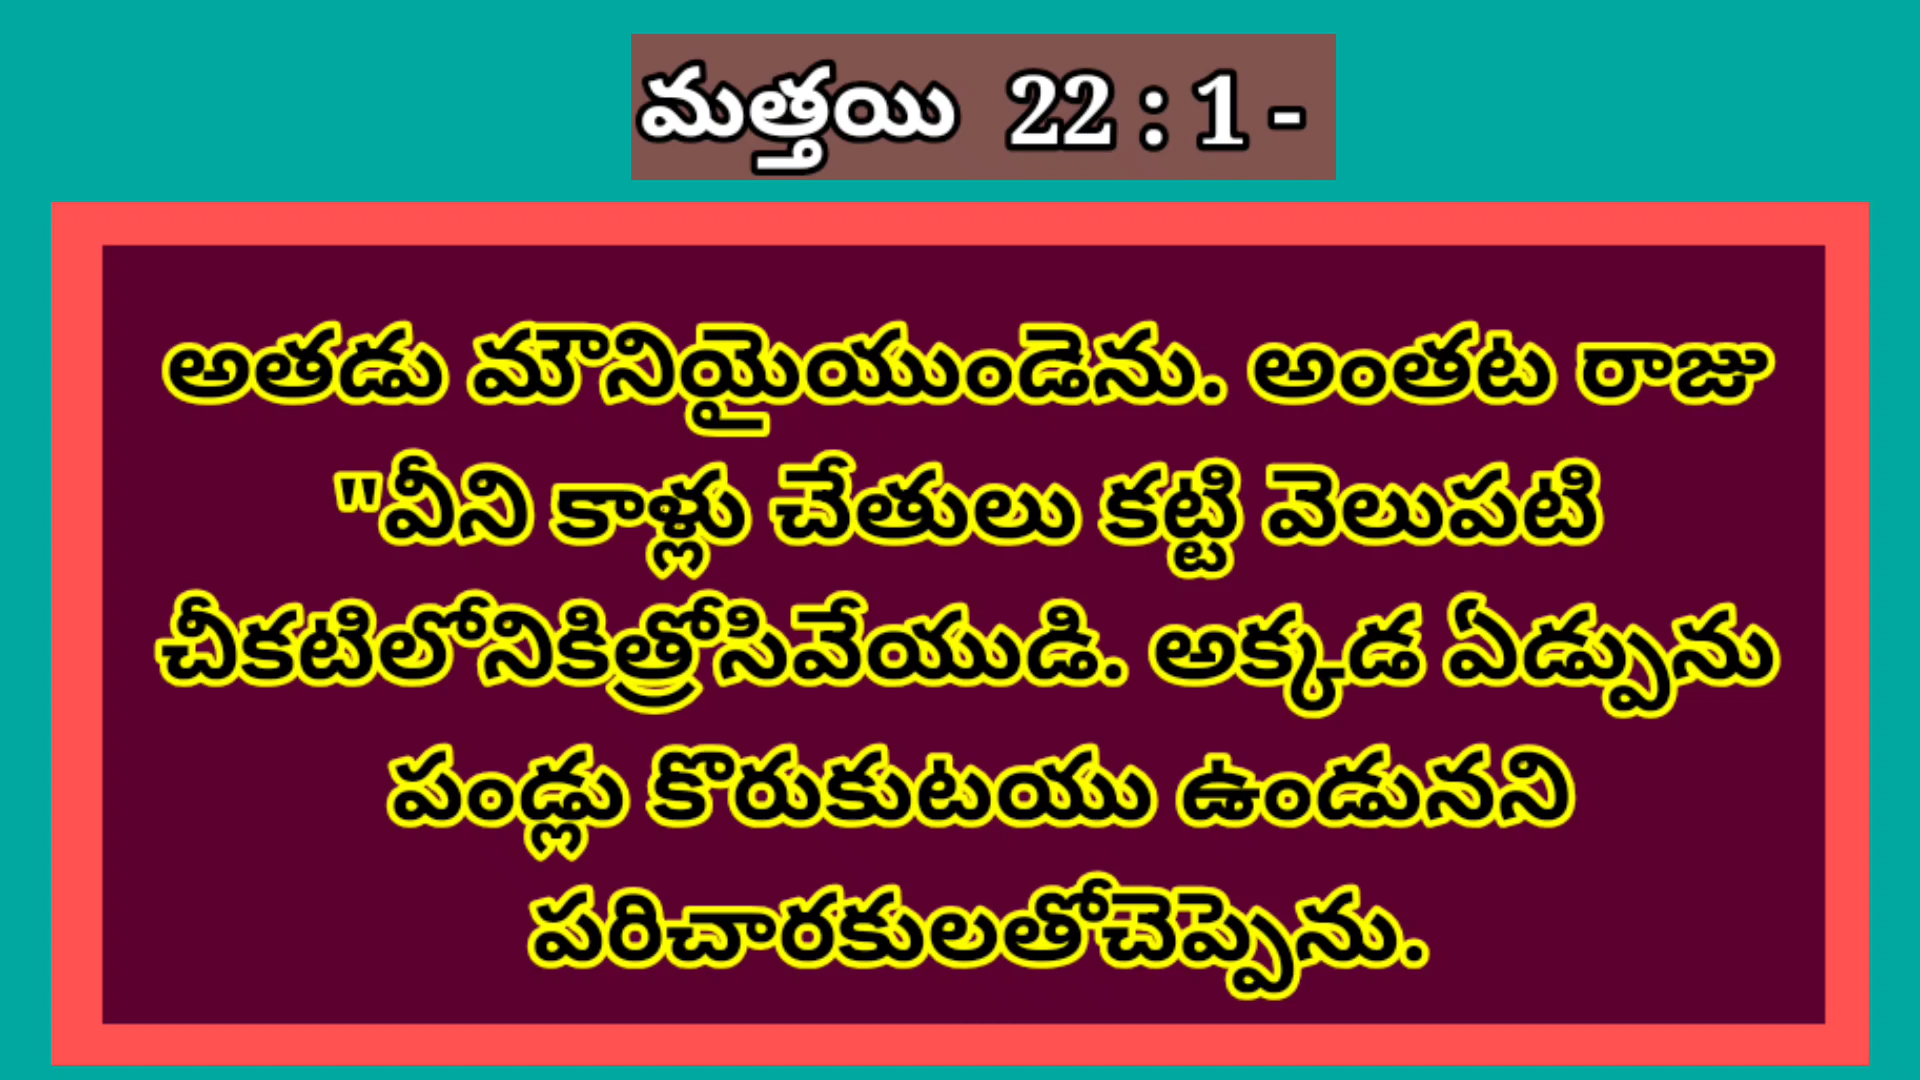 మత్తయి 22 : 1 -
అతడు మౌనియైయుండెను. అంతట రాజు
"వీని కాళ్లు చేతులు కట్టి వెలుపటి
చీకటిలోనికిత్రోసివేయుడి. అక్కడ ఏడ్పును
పండ్లు కొరుకుటయు ఉండునని
పరిచారకులతోచెప్పెను.